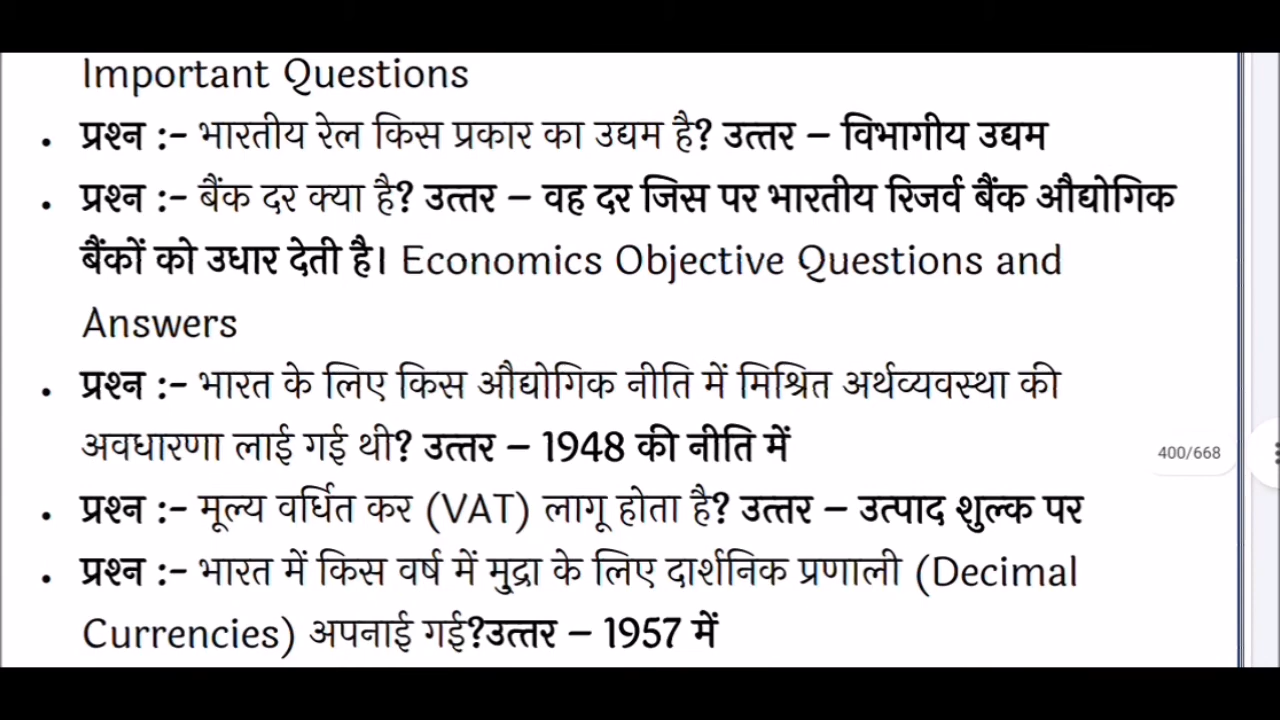 Important Questions
• प्रश्न :– भारतीय रेल किस प्रकार का उद्यम है? उत्तर – विभागीय उद्यम
• प्रश्न :– बैंक दर क्या है? उत्तर – वह दर जिस पर भारतीय रिजर्व बैंक औद्योगिक
बैंकों को उधार देती है। Economics Objective Questions and
Answers
• प्रश्न :– भारत के लिए किस औद्योगिक नीति में मिश्रित अर्थव्यवस्था की
अवधारणा लाई गई थी? उत्तर – 1948 की नीति में
400/668
• प्रश्न :– मूल्य वर्धित कर (VAT) लागू होता है? उत्तर – उत्पाद शुल्क पर
• प्रश्न :– भारत में किस वर्ष में मुद्रा के लिए दार्शनिक प्रणाली (Decimal
Currencies) अपनाई गई?उत्तर – 1957 में